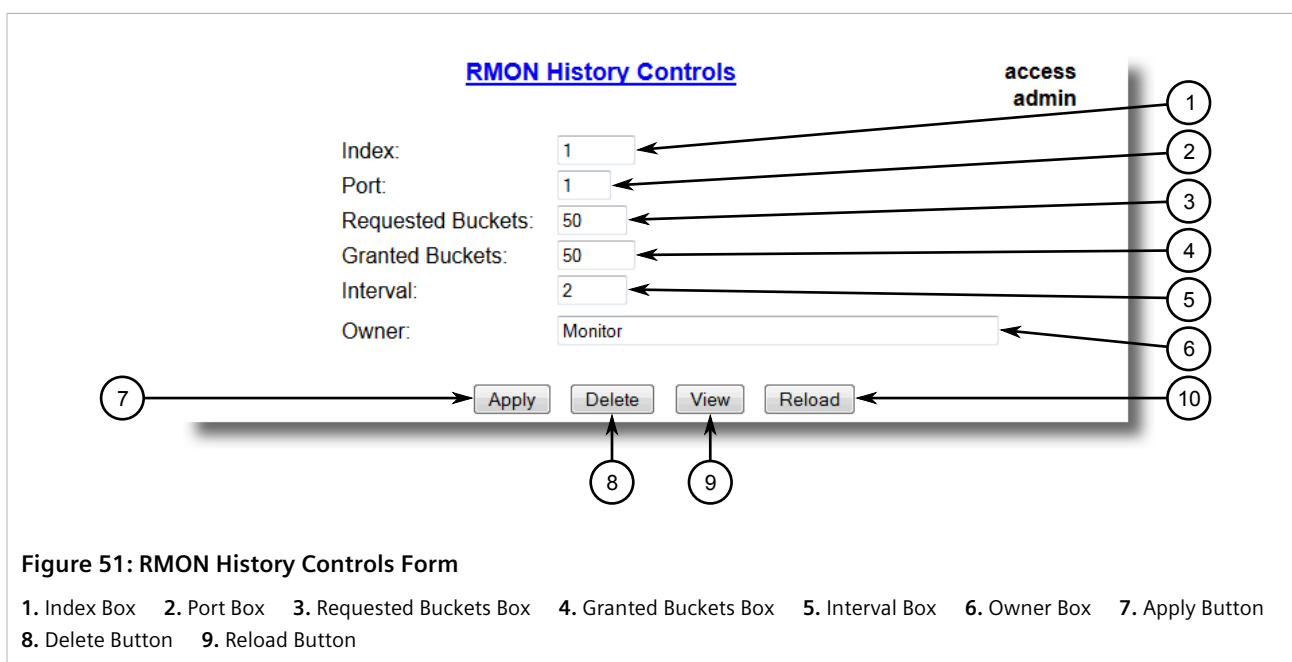 RMON History Controls
access
admin
Index: 1
Port: 1
Requested Buckets: 50
Granted Buckets: 50
Interval: 2
Owner: Monitor
Apply Delete View Reload
1
2
3
4
5
6
7
10
8 9
Figure 51: RMON History Controls Form
1. Index Box 2. Port Box 3. Requested Buckets Box 4. Granted Buckets Box 5. Interval Box 6. Owner Box 7. Apply Button
8. Delete Button 9. Reload Button